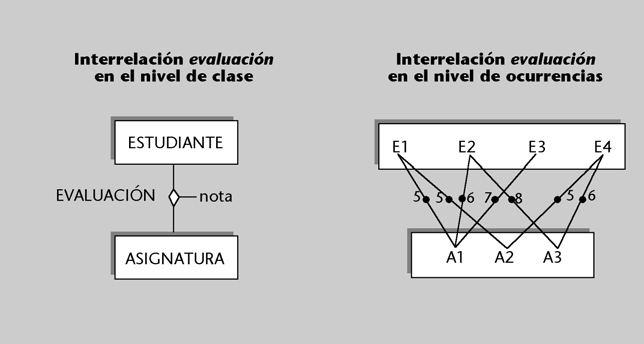 Interrelación evaluación
en el nivel de clase
ESTUDIANTE
EVALUACIÓN
nota
ASIGNATURA
Interrelación evaluación
en el nivel de ocurrencias
E1 E2 E3 E4
5 5 6 7 8 5 6
A1 A2 A3